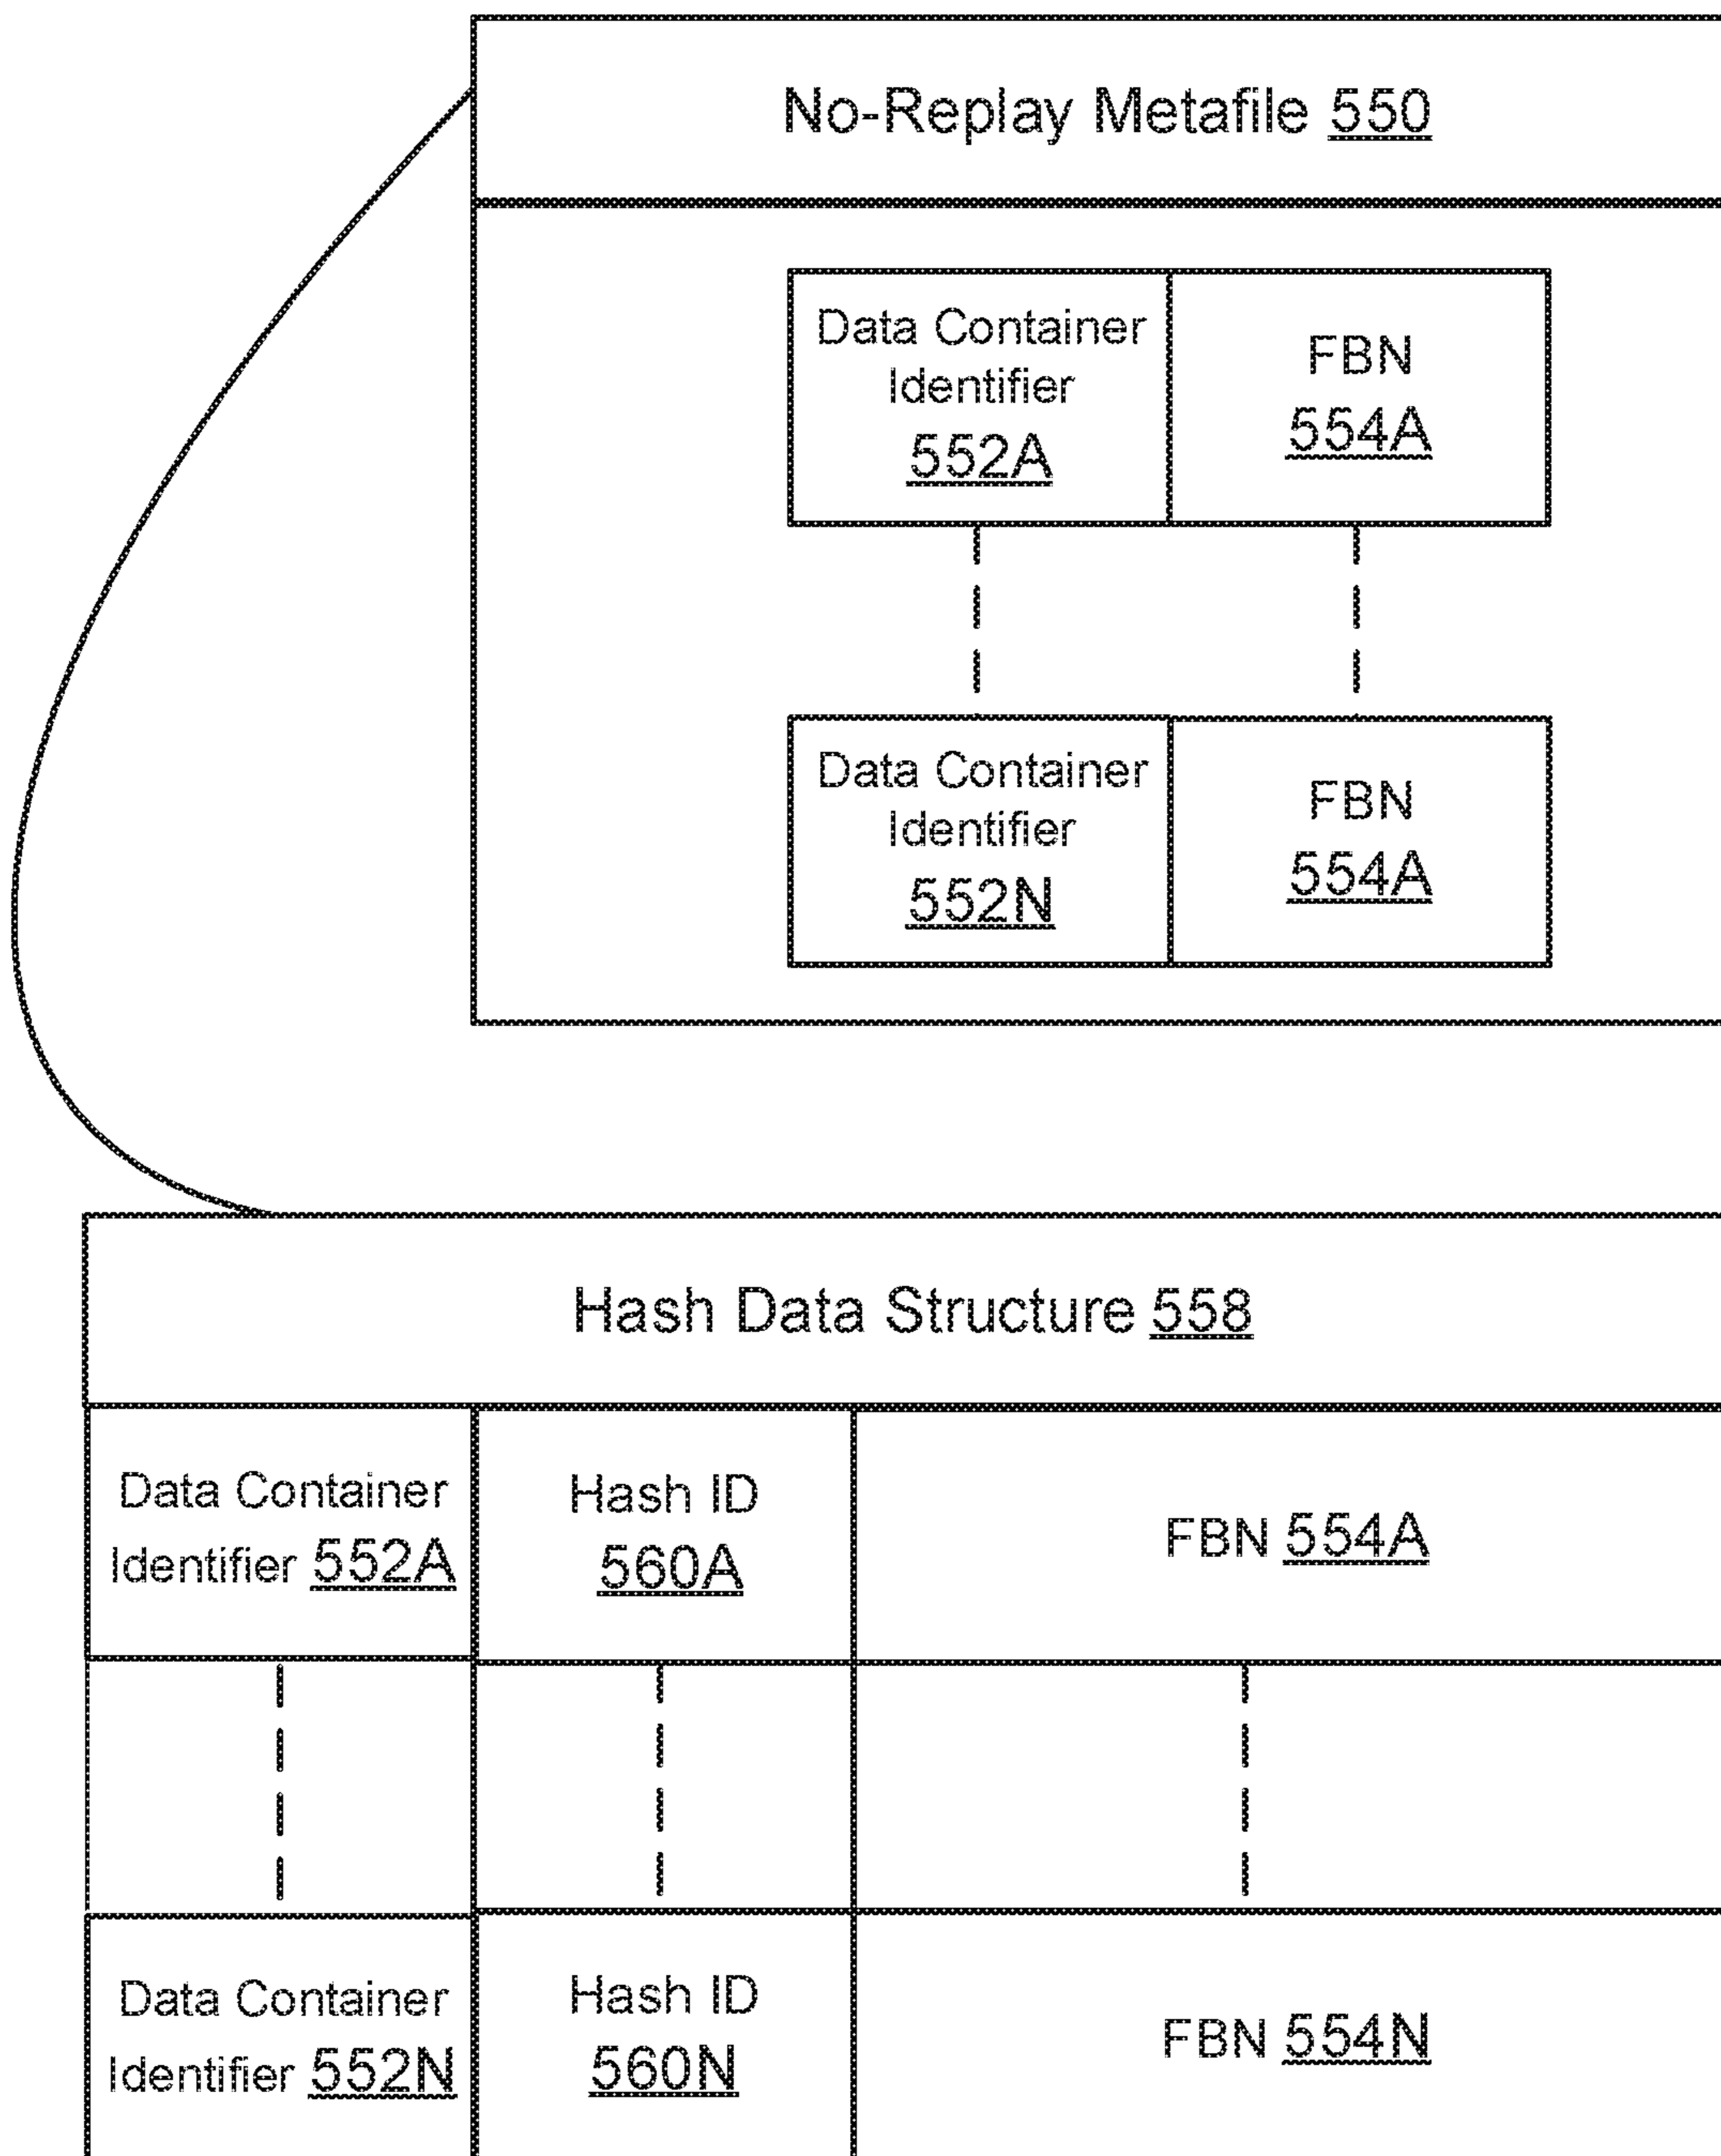 No-Replay Metafile 550
Data Container
Identifier
552A
FBN
554A
Data Container
Identifier
552N
FBN
554A
Hash Data Structure 558
Data Container
Identifier 552A
Hash ID
560A
FBN 554A
Data Container
Identifier 552N
Hash ID
560N
FBN 554N